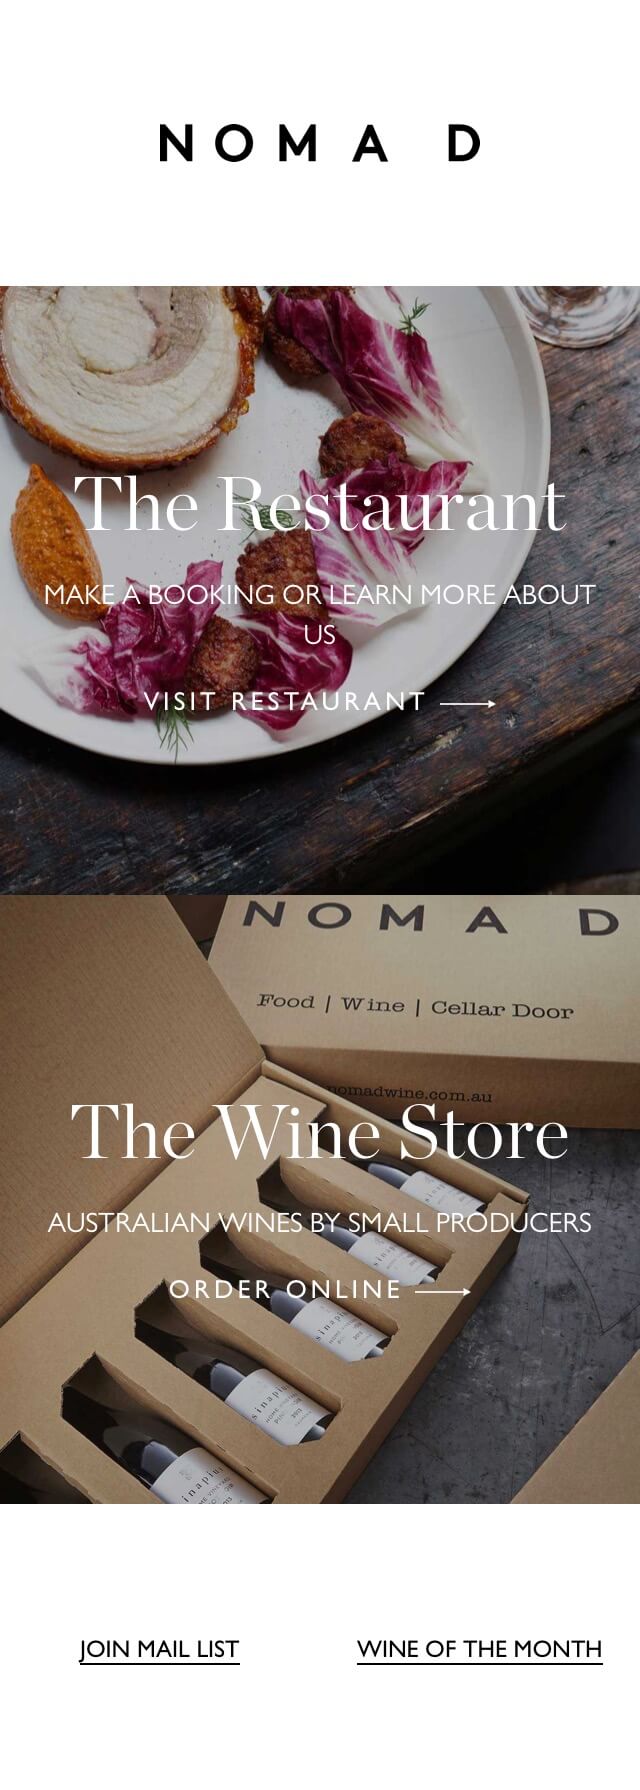 NOMA D
The Restaurant
MAKE A BOOKING OR LEARN MORE ABOUT
US
VISIT RESTAURANT
NOMA D
Food | Wine | Cellar Door
nomadwine.com.au
The Wine Store
AUSTRALIAN WINES BY SMALL PRODUCERS
ORDER ONLINE
sinapius
JOIN MAIL LIST
WINE OF THE MONTH